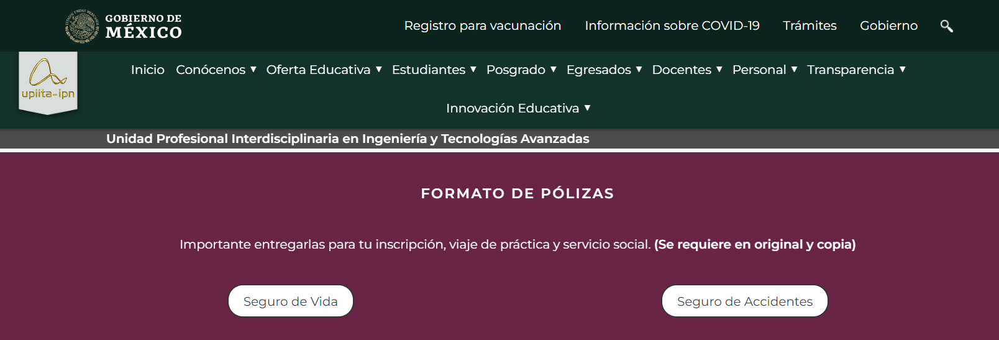 GOBIERNO DE
MÉXICO
Registro para vacunación Información sobre COVID-19 Trámites Gobierno
upiita-ipn
Inicio Conócenos ▼ Oferta Educativa ▼ Estudiantes ▼ Posgrado ▼ Egresados ▼ Docentes ▼ Personal ▼ Transparencia ▼
Innovación Educativa ▼
Unidad Profesional Interdisciplinaria en Ingeniería y Tecnologías Avanzadas
FORMATO DE PÓLIZAS
Importante entregarlas para tu inscripción, viaje de práctica y servicio social. (Se requiere en original y copia)
Seguro de Vida
Seguro de Accidentes